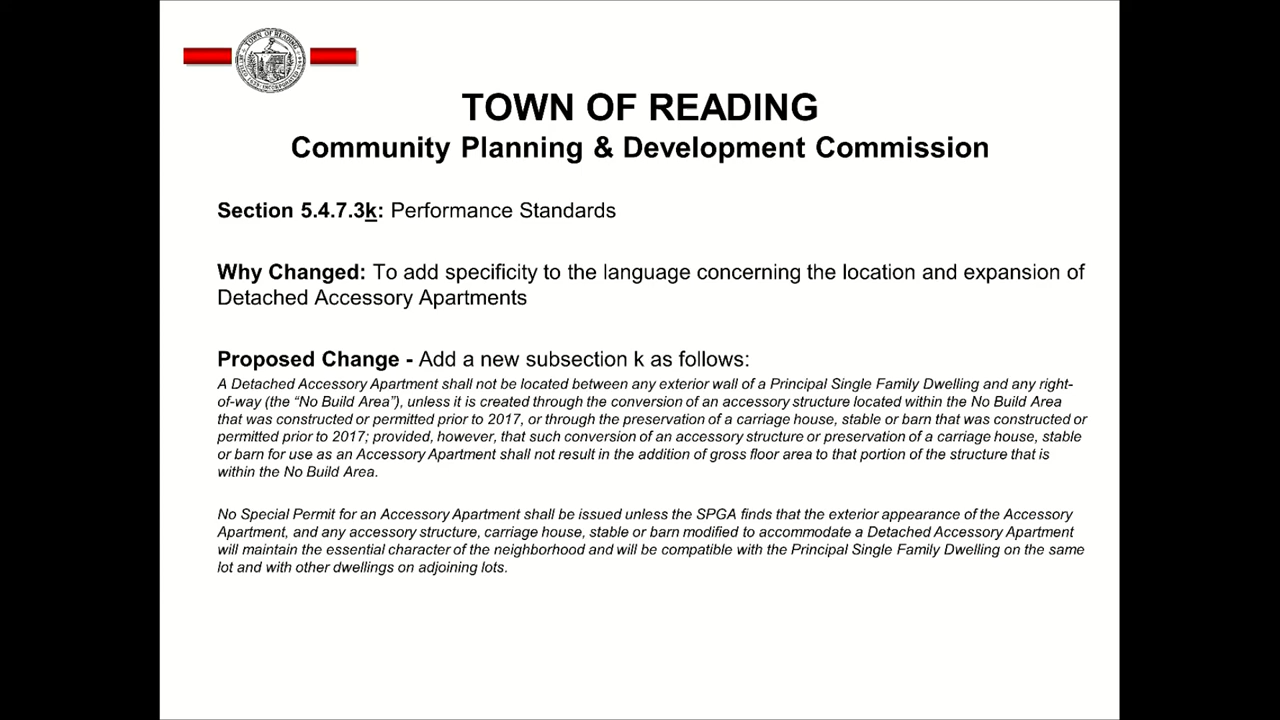 TOWN OF READING
TOWN OF READING
Community Planning & Development Commission
Section 5.4.7.3k: Performance Standards
Why Changed: To add specificity to the language concerning the location and expansion of
Detached Accessory Apartments
Proposed Change - Add a new subsection k as follows:
A Detached Accessory Apartment shall not be located between any exterior wall of a Principal Single Family Dwelling and any right-
of-way (the “No Build Area”), unless it is created through the conversion of an accessory structure located within the No Build Area
that was constructed or permitted prior to 2017, or through the preservation of a carriage house, stable or barn that was constructed or
permitted prior to 2017; provided, however, that such conversion of an accessory structure or preservation of a carriage house, stable
or barn for use as an Accessory Apartment shall not result in the addition of gross floor area to that portion of the structure that is
within the No Build Area.
No Special Permit for an Accessory Apartment shall be issued unless the SPGA finds that the exterior appearance of the Accessory
Apartment, and any accessory structure, carriage house, stable or barn modified to accommodate a Detached Accessory Apartment
will maintain the essential character of the neighborhood and will be compatible with the Principal Single Family Dwelling on the same
lot and with other dwellings on adjoining lots.